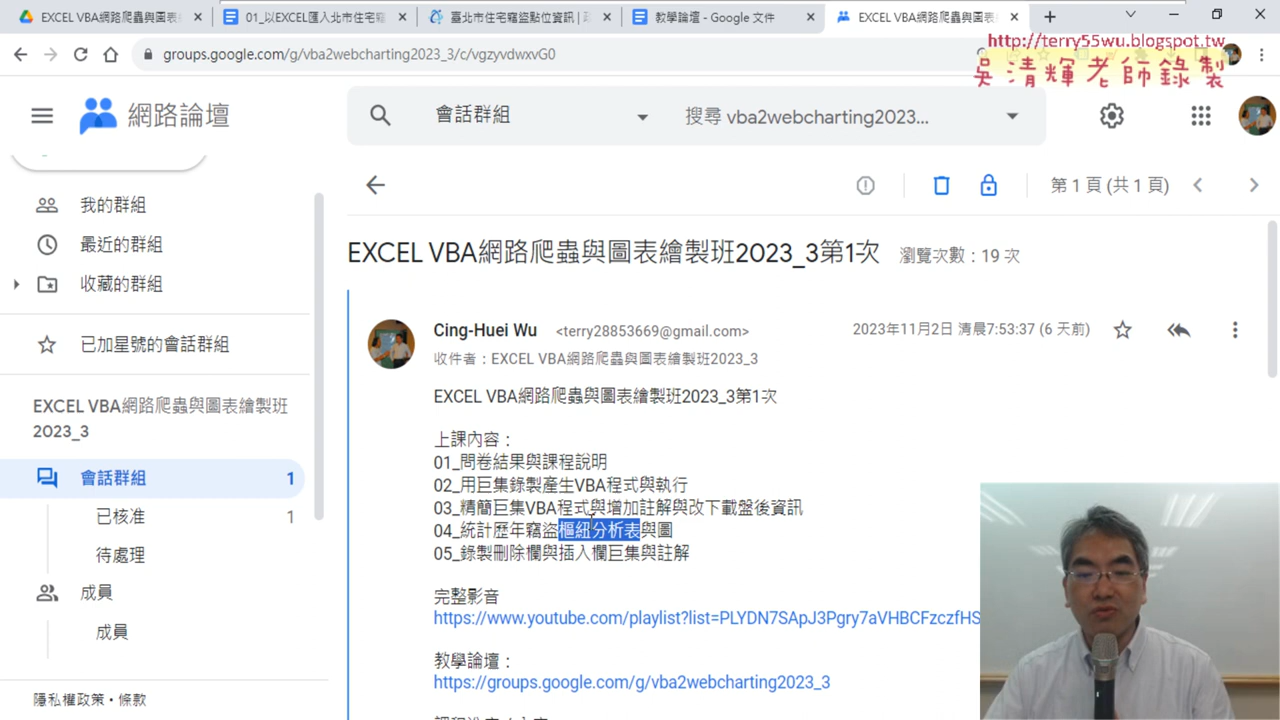 EXCEL VBA網路爬蟲與圖表
01_以EXCEL匯入北市住宅竊
臺北市住宅竊盜點位資訊 | 政
教學論壇 - Google 文件
EXCEL VBA網路爬蟲與圖表
groups.google.com/g/vba2webcharting2023_3/c/vgzyvdwxvG0
http://terry55wu.blogspot.tw
吳清輝老師錄製
網路論壇
會話群組
搜尋 vba2webcharting2023...
我的群組
最近的群組
收藏的群組
已加星號的會話群組
EXCEL VBA網路爬蟲與圖表繪製班
2023_3
會話群組 1
已核准 1
待處理
成員
成員
隱私權政策 · 條款
第 1 頁 (共 1 頁)
EXCEL VBA網路爬蟲與圖表繪製班2023_3第1次 瀏覽次數：19 次
Cing-Huei Wu <terry28853669@gmail.com> 2023年11月2日 清晨7:53:37 (6 天前)
收件者：EXCEL VBA網路爬蟲與圖表繪製班2023_3
EXCEL VBA網路爬蟲與圖表繪製班2023_3第1次
上課內容：
01_問卷結果與課程說明
02_用巨集錄製產生VBA程式與執行
03_精簡巨集VBA程式與增加註解與改下載盤後資訊
04_統計歷年竊盜樞紐分析表與圖
05_錄製刪除欄與插入欄巨集與註解
完整影音
https://www.youtube.com/playlist?list=PLYDN7SApJ3Pgry7aVHBCFzczfHS
教學論壇：
https://groups.google.com/g/vba2webcharting2023_3